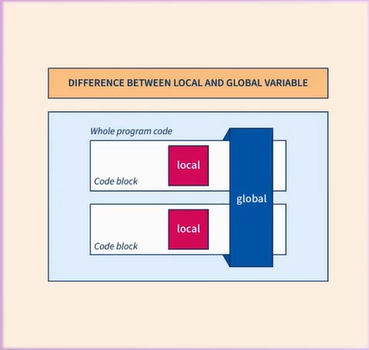 DIFFERENCE BETWEEN LOCAL AND GLOBAL VARIABLE
Whole program code
local
Code block
global
local
Code block